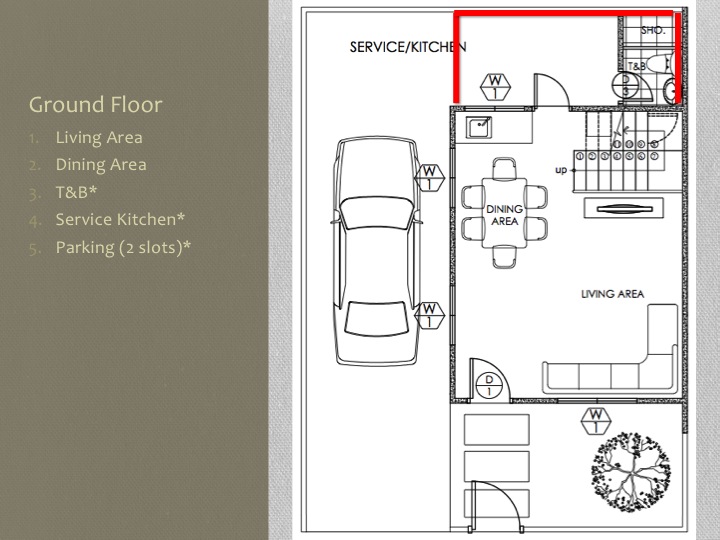 Ground Floor
1. Living Area
2. Dining Area
3. T&B*
4. Service Kitchen*
5. Parking (2 slots)*
SERVICE/KITCHEN
SHO.
T&B
D
3
W
1
up
W
1
DINING
AREA
LIVING AREA
W
1
D
1
W
1